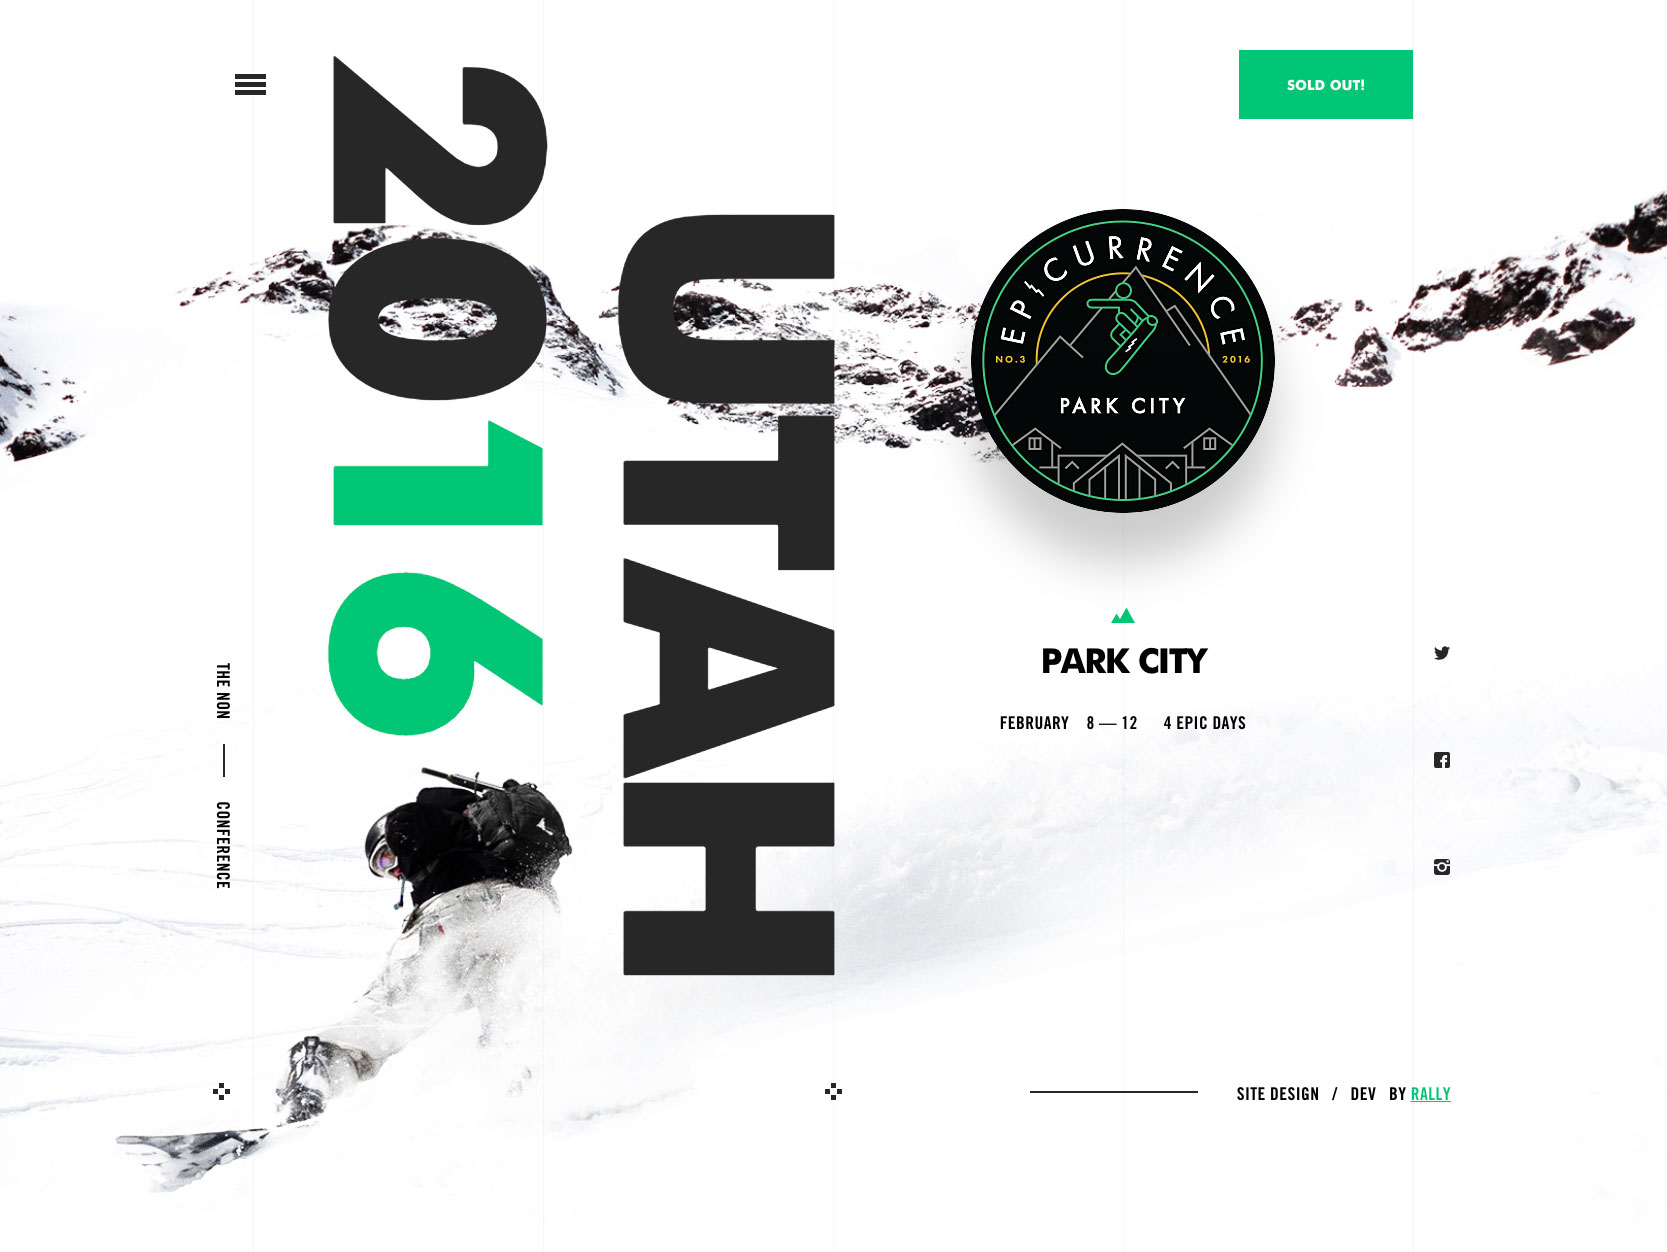 SOLD OUT!
2016
UTAH
EPICURRENCE
NO.3
2016
PARK CITY
PARK CITY
FEBRUARY 8 — 12 4 EPIC DAYS
THE NON — CONFERENCE
SITE DESIGN / DEV BY RALLY